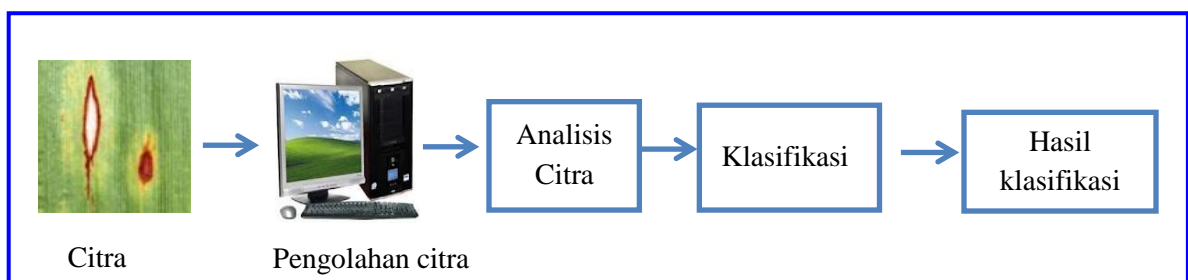 Analisis
Citra
Klasifikasi
Hasil
klasifikasi
Citra
Pengolahan citra